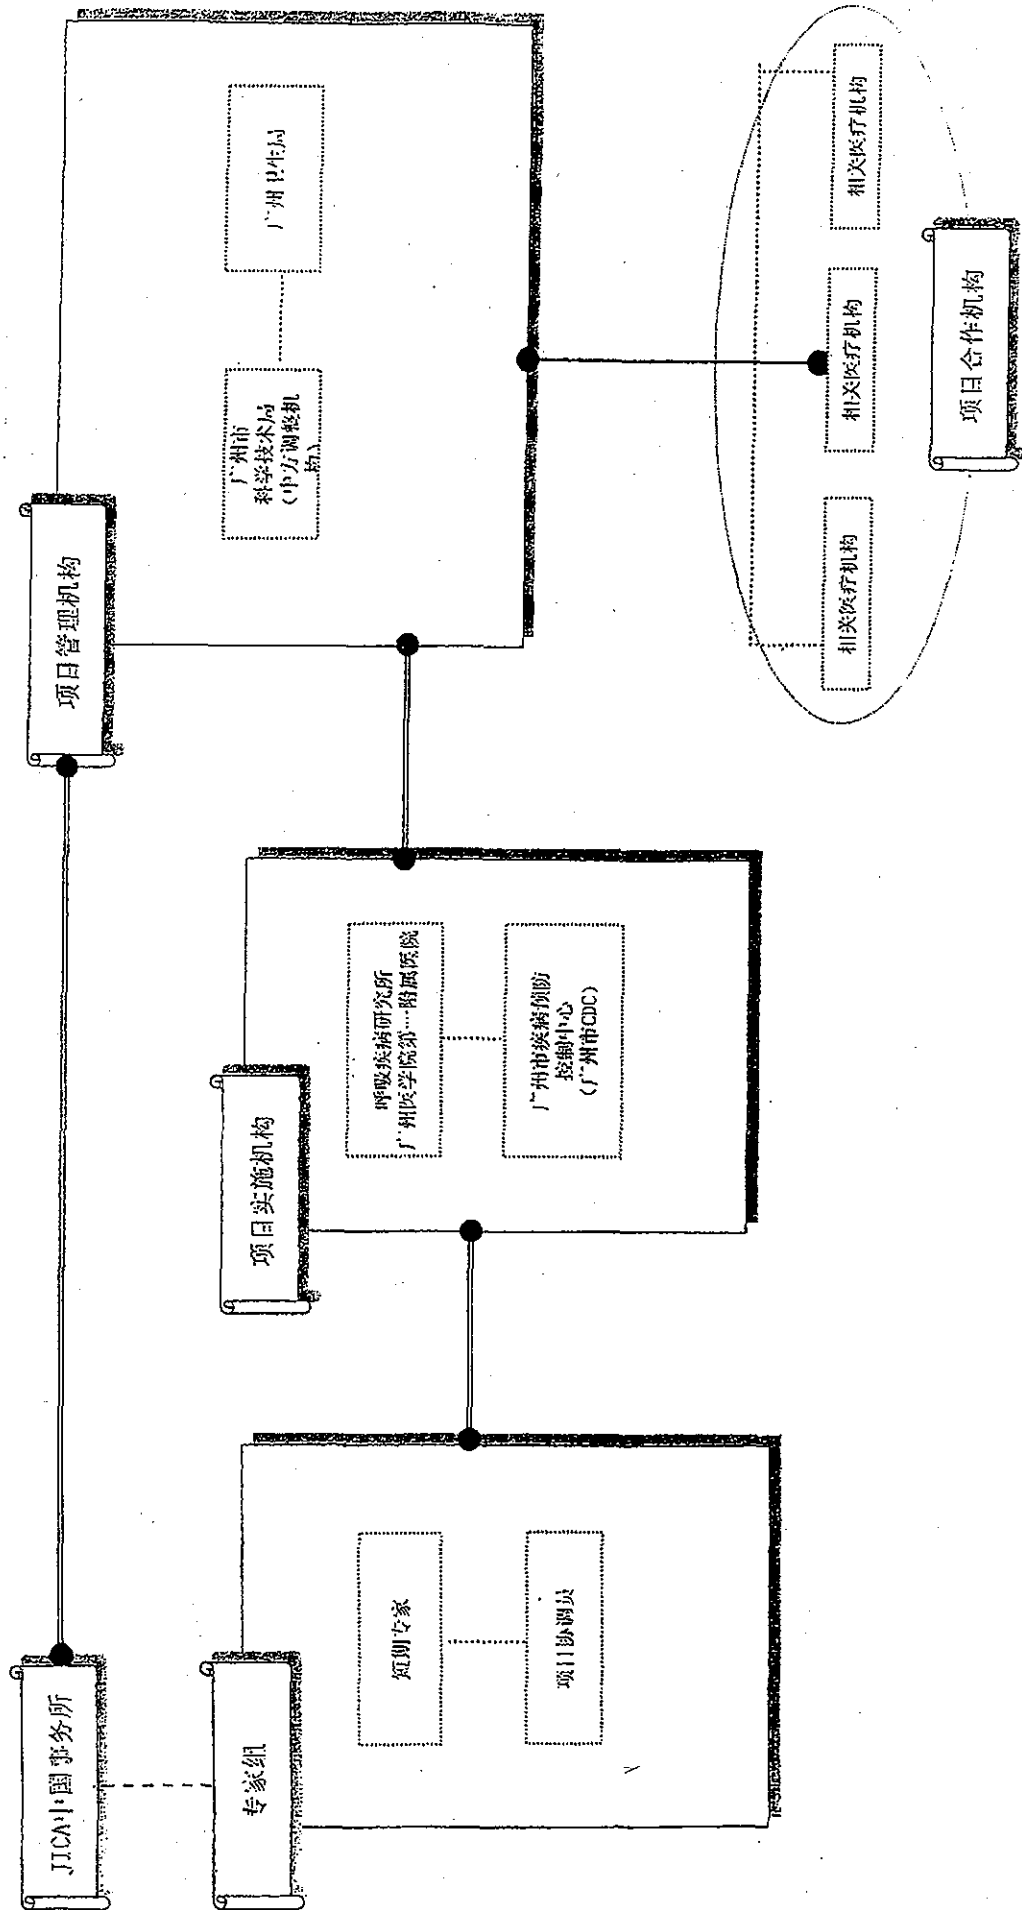 JICA中国事务所
项目管理机构
专家组
短期专家
项目协调员
项目实施机构
呼吸疾病研究所
广州医学院第一附属医院
广州市疾病预防
控制中心
(广州市CDC)
广州市
科学技术局
(中方调整机
构)
广州卫生局
相关医疗机构
相关医疗机构
相关医疗机构
项目合作机构